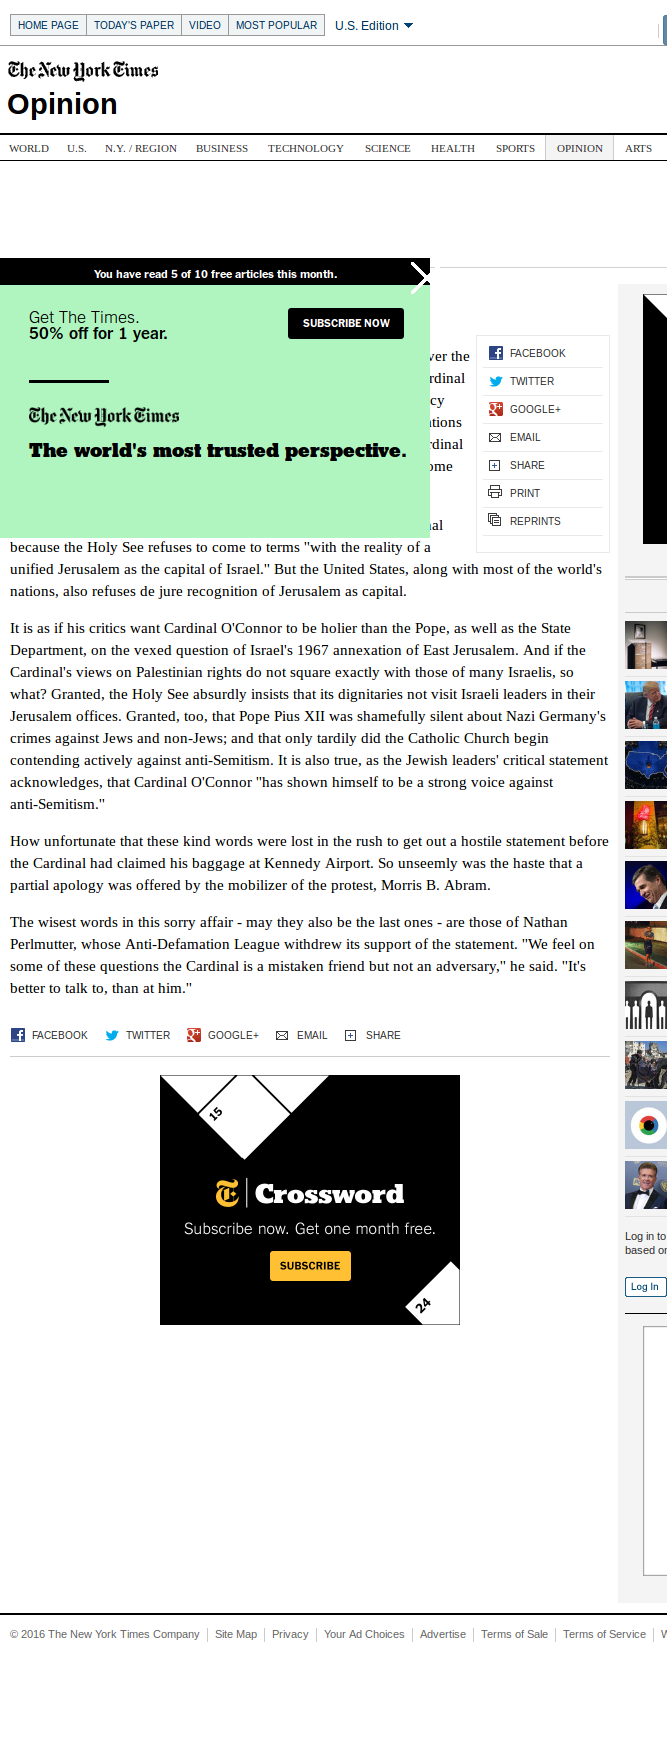 HOME PAGE TODAY'S PAPER VIDEO MOST POPULAR U.S. Edition
The New York Times
Opinion
WORLD U.S. N.Y. / REGION BUSINESS TECHNOLOGY SCIENCE HEALTH SPORTS OPINION ARTS
You have read 5 of 10 free articles this month.
Get The Times.
50% off for 1 year.
SUBSCRIBE NOW
The New York Times
The world's most trusted perspective.
ver the
rdinal
cy
ations
rdinal
ome
nal
FACEBOOK
TWITTER
GOOGLE+
EMAIL
SHARE
PRINT
REPRINTS
because the Holy See refuses to come to terms "with the reality of a
unified Jerusalem as the capital of Israel." But the United States, along with most of the world's
nations, also refuses de jure recognition of Jerusalem as capital.
It is as if his critics want Cardinal O'Connor to be holier than the Pope, as well as the State
Department, on the vexed question of Israel's 1967 annexation of East Jerusalem. And if the
Cardinal's views on Palestinian rights do not square exactly with those of many Israelis, so
what? Granted, the Holy See absurdly insists that its dignitaries not visit Israeli leaders in their
Jerusalem offices. Granted, too, that Pope Pius XII was shamefully silent about Nazi Germany's
crimes against Jews and non-Jews; and that only tardily did the Catholic Church begin
contending actively against anti-Semitism. It is also true, as the Jewish leaders' critical statement
acknowledges, that Cardinal O'Connor "has shown himself to be a strong voice against
anti-Semitism."
How unfortunate that these kind words were lost in the rush to get out a hostile statement before
the Cardinal had claimed his baggage at Kennedy Airport. So unseemly was the haste that a
partial apology was offered by the mobilizer of the protest, Morris B. Abram.
The wisest words in this sorry affair - may they also be the last ones - are those of Nathan
Perlmutter, whose Anti-Defamation League withdrew its support of the statement. "We feel on
some of these questions the Cardinal is a mistaken friend but not an adversary," he said. "It's
better to talk to, than at him."
FACEBOOK TWITTER GOOGLE+ EMAIL SHARE
15
T Crossword
Subscribe now. Get one month free.
SUBSCRIBE
24
Log in to
based on
Log In
© 2016 The New York Times Company Site Map Privacy Your Ad Choices Advertise Terms of Sale Terms of Service